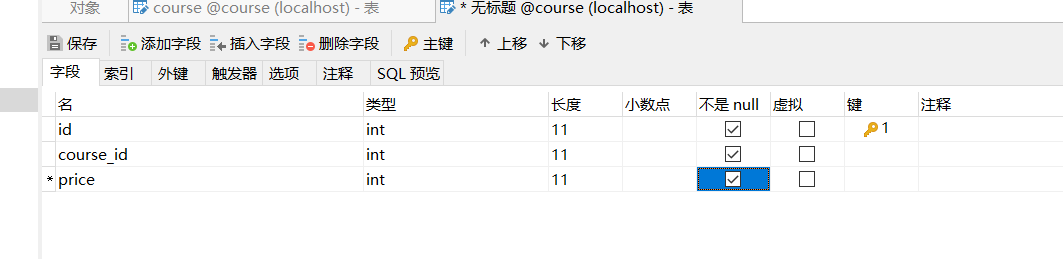 对象 course @course (localhost) - 表 * 无标题 @course (localhost) - 表
保存 添加字段 插入字段 删除字段 主键 上移 下移
字段 索引 外键 触发器 选项 注释 SQL 预览
名 类型 长度 小数点 不是 null 虚拟 键 注释
id int 11 1
course_id int 11
* price int 11